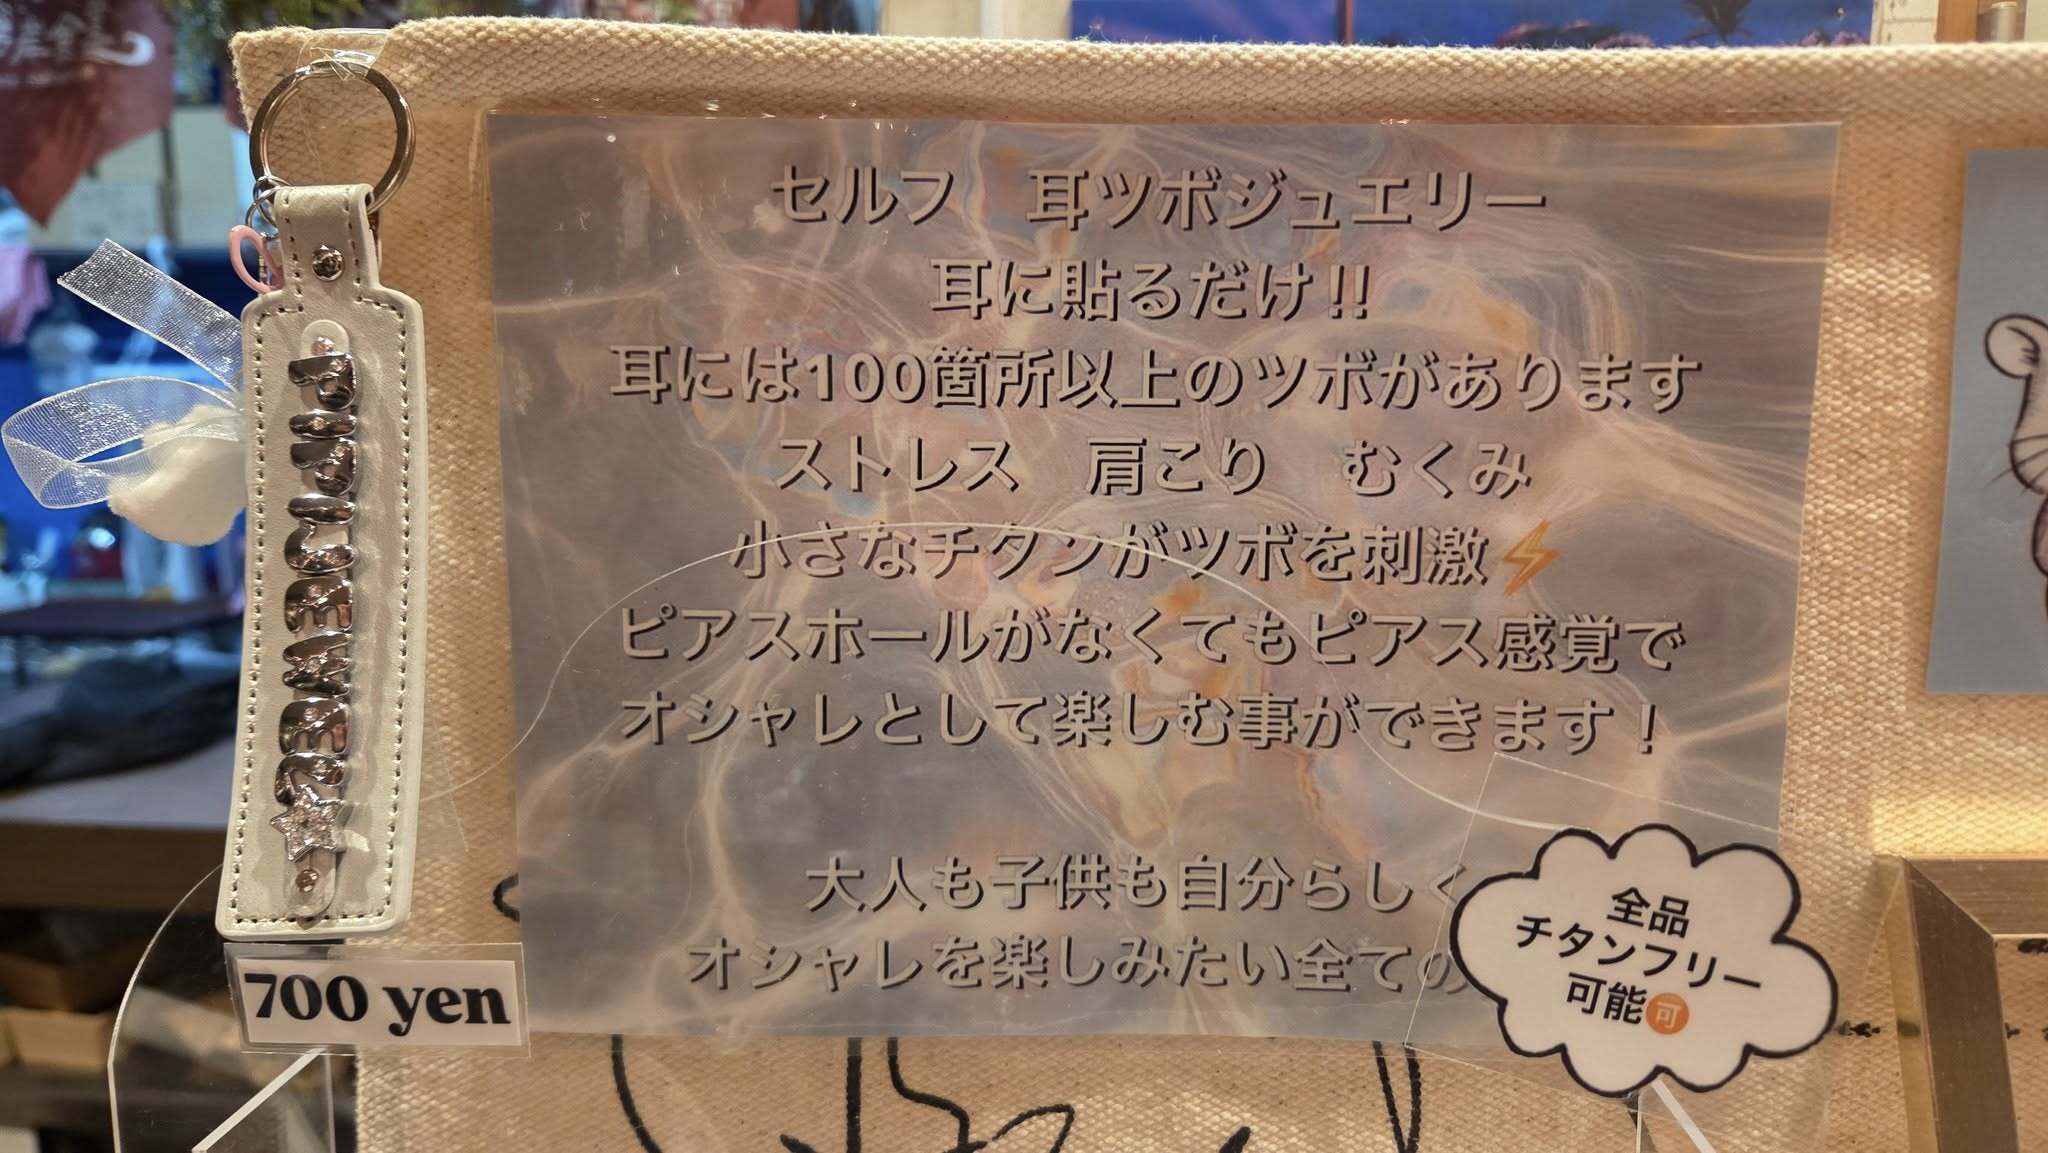 セルフ　耳ツボジュエリー
耳に貼るだけ!!
耳には100箇所以上のツボがあります
ストレス　肩こり　むくみ
小さなチタンがツボを刺激⚡
ピアスホールがなくてもピアス感覚で
オシャレとして楽しむ事ができます！
大人も子供も自分らしく
オシャレを楽しみたい全ての
全品
チタンフリー
可能🉑
700 yen